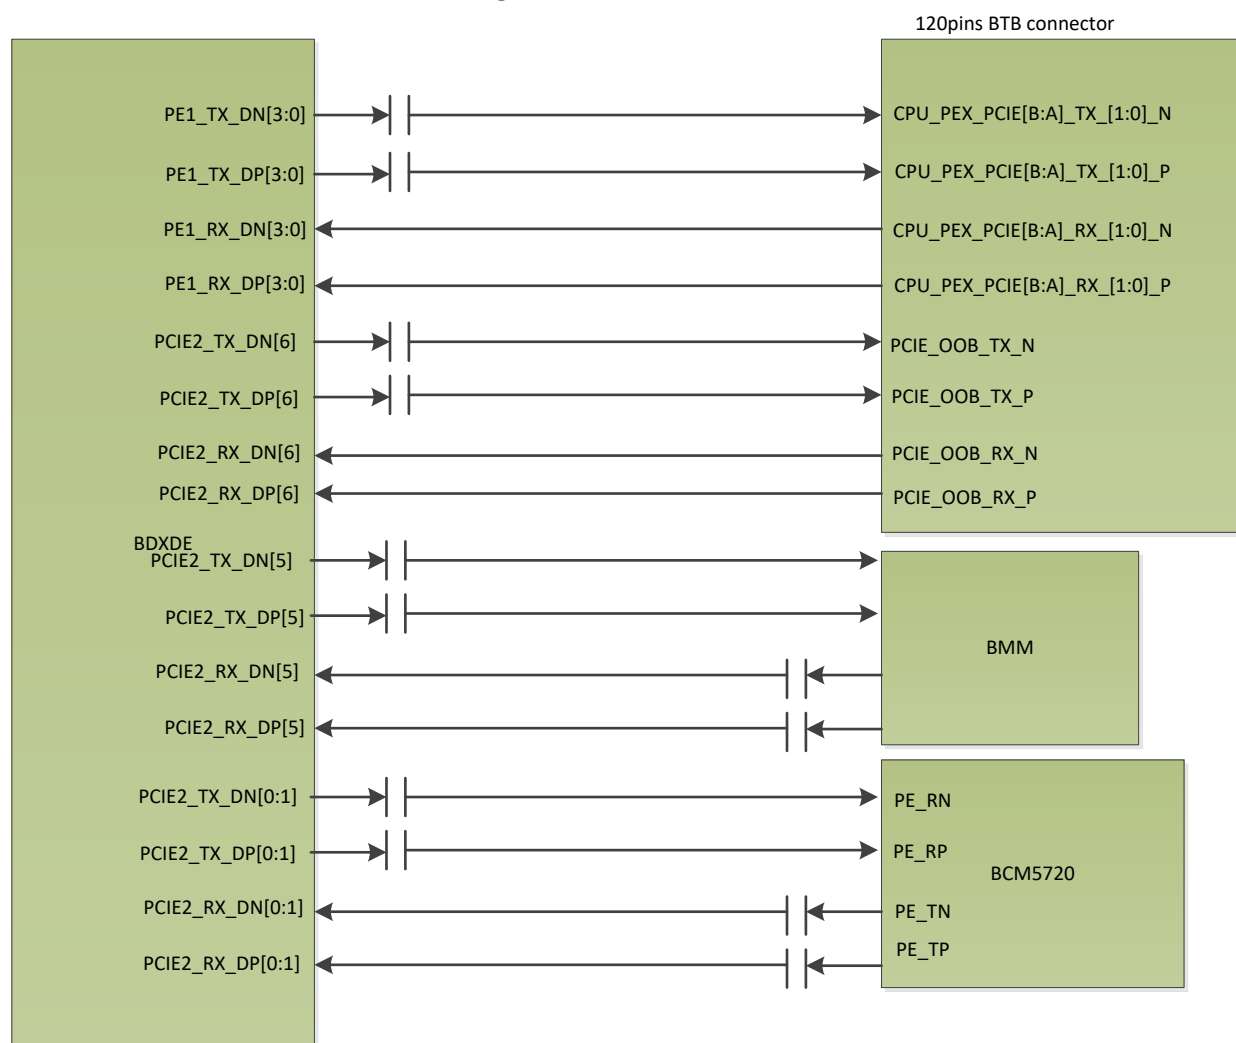 120pins BTB connector
PE1_TX_DN[3:0]
CPU_PEX_PCIE[B:A]_TX_[1:0]_N
PE1_TX_DP[3:0]
CPU_PEX_PCIE[B:A]_TX_[1:0]_P
PE1_RX_DN[3:0]
CPU_PEX_PCIE[B:A]_RX_[1:0]_N
PE1_RX_DP[3:0]
CPU_PEX_PCIE[B:A]_RX_[1:0]_P
PCIE2_TX_DN[6]
PCIE_OOB_TX_N
PCIE2_TX_DP[6]
PCIE_OOB_TX_P
PCIE2_RX_DN[6]
PCIE_OOB_RX_N
PCIE2_RX_DP[6]
PCIE_OOB_RX_P
BDXDE
PCIE2_TX_DN[5]
PCIE2_TX_DP[5]
BMM
PCIE2_RX_DN[5]
PCIE2_RX_DP[5]
PCIE2_TX_DN[0:1]
PE_RN
PCIE2_TX_DP[0:1]
PE_RP
BCM5720
PCIE2_RX_DN[0:1]
PE_TN
PCIE2_RX_DP[0:1]
PE_TP